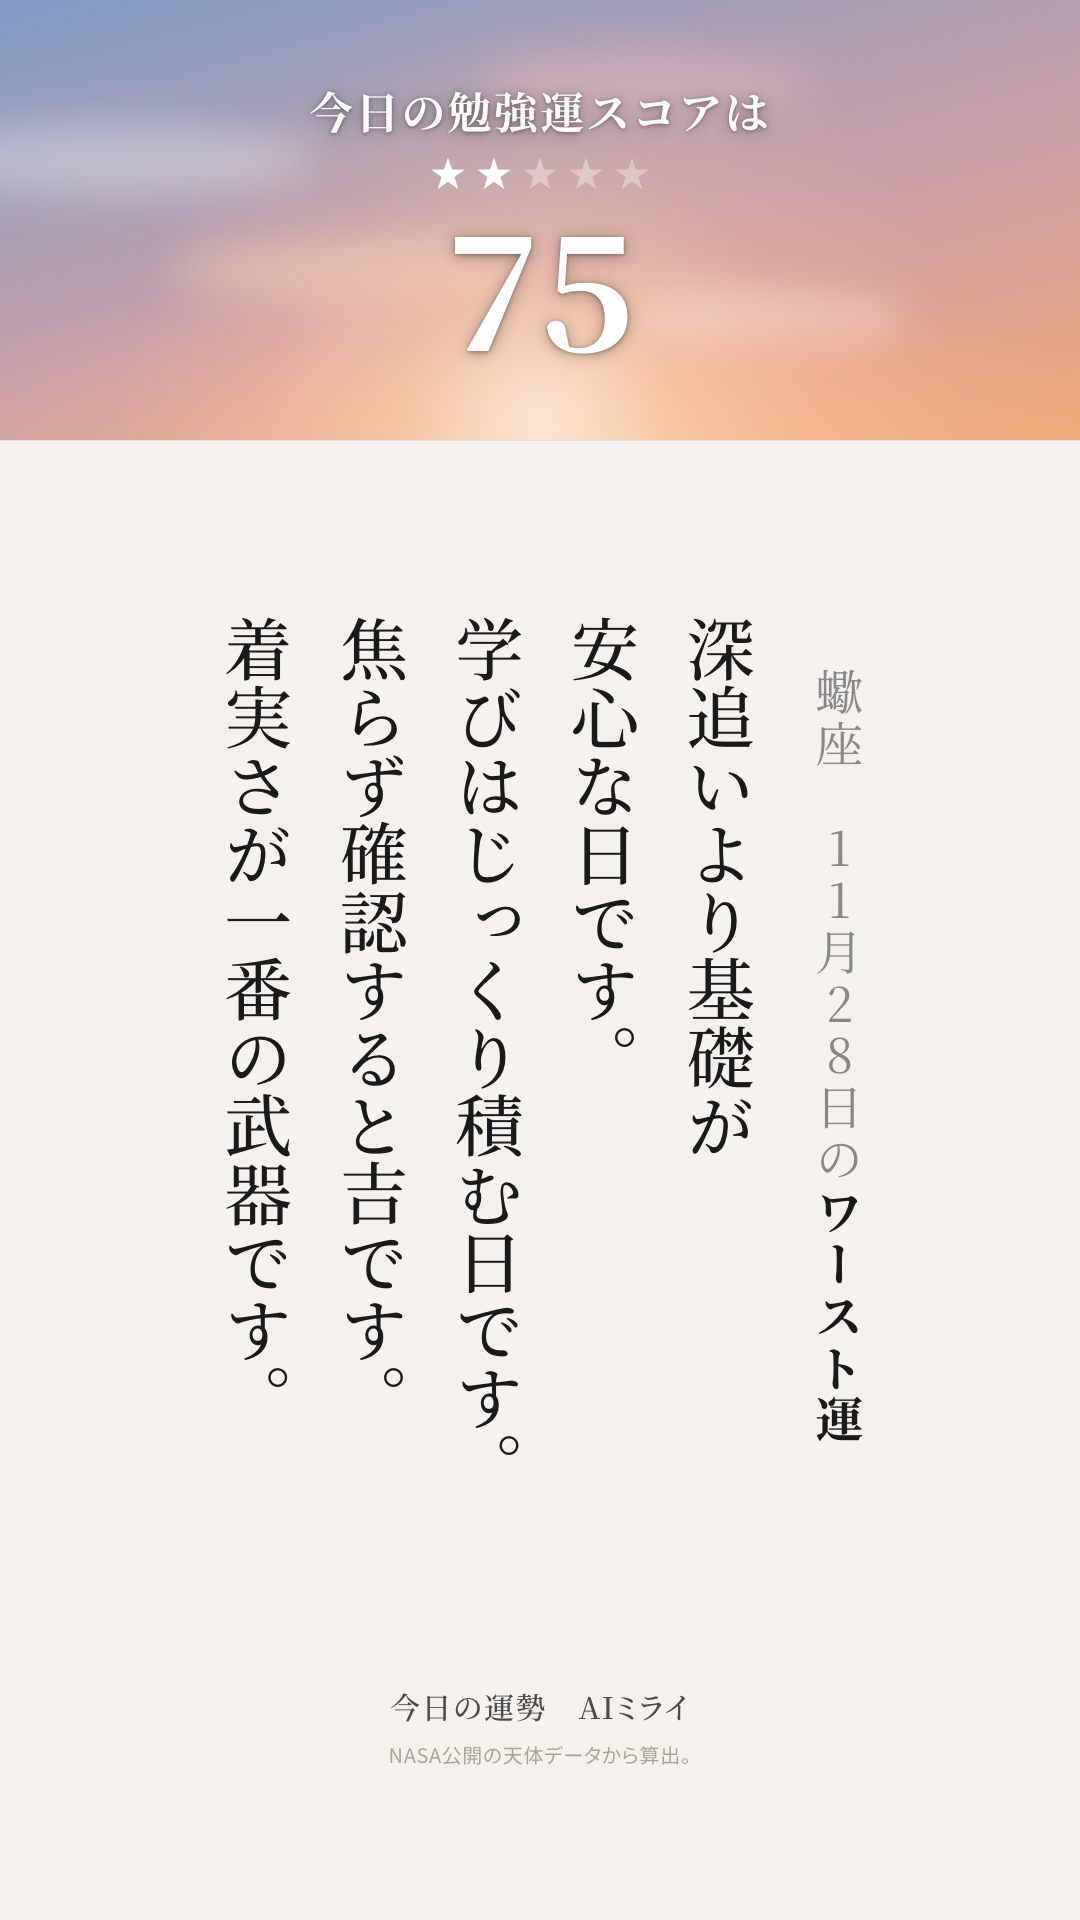 今日の勉強運スコアは
★★★★★
75
蠍座　11月28日のワースト運
深追いより基礎が
安心な日です。
学びはじっくり積む日です。
焦らず確認すると吉です。
着実さが一番の武器です。
今日の運勢　AIミライ
NASA公開の天体データから算出。